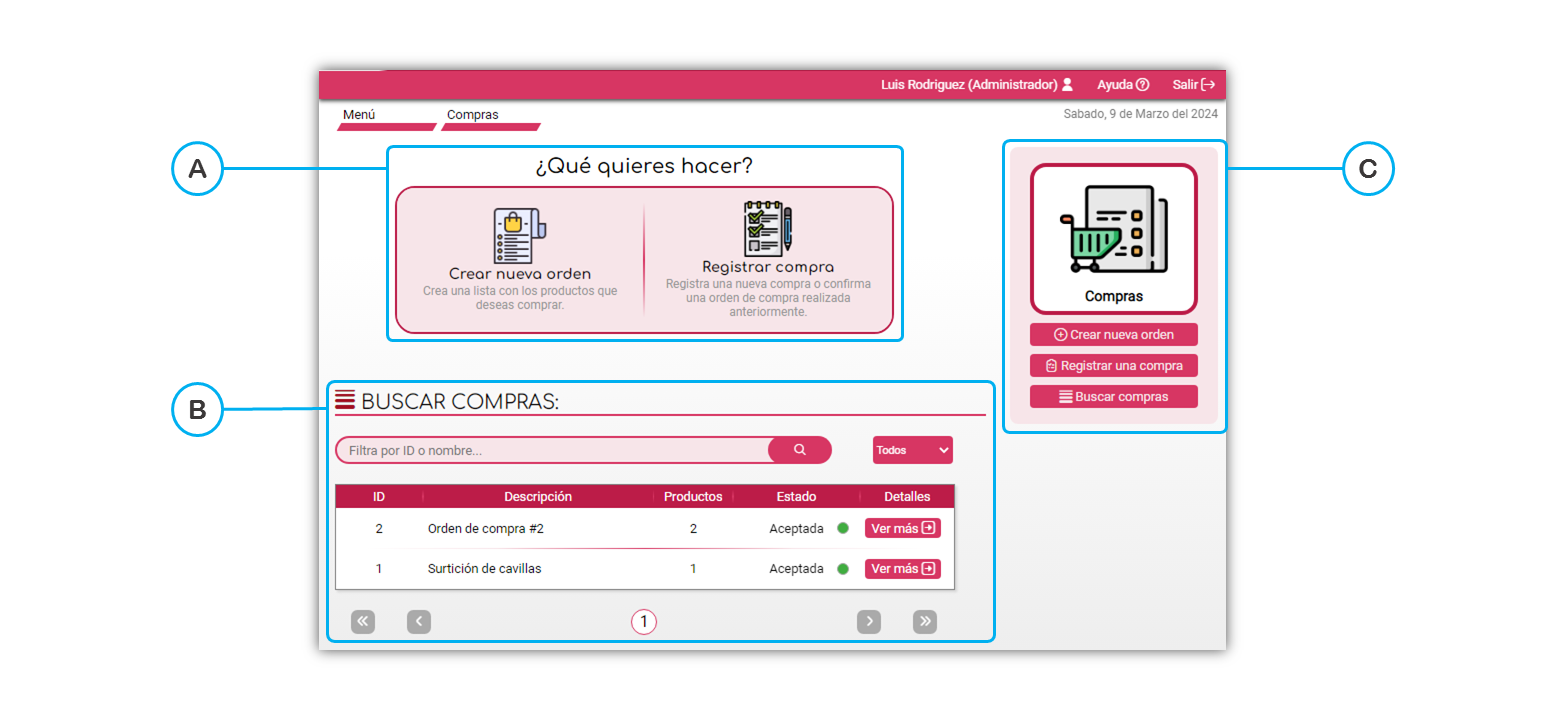 Luis Rodriguez (Administrador) Ayuda Salir
Menú Compras
Sabado, 9 de Marzo del 2024
A
¿Qué quieres hacer?
Crear nueva orden
Crea una lista con los productos que
deseas comprar.
Registrar compra
Registra una nueva compra o confirma
una orden de compra realizada
anteriormente.
C
Compras
Crear nueva orden
Registrar una compra
Buscar compras
B
BUSCAR COMPRAS:
Filtra por ID o nombre...
Todos
ID Descripción Productos Estado Detalles
2 Orden de compra #2 2 Aceptada Ver más
1 Surtición de cavillas 1 Aceptada Ver más
1